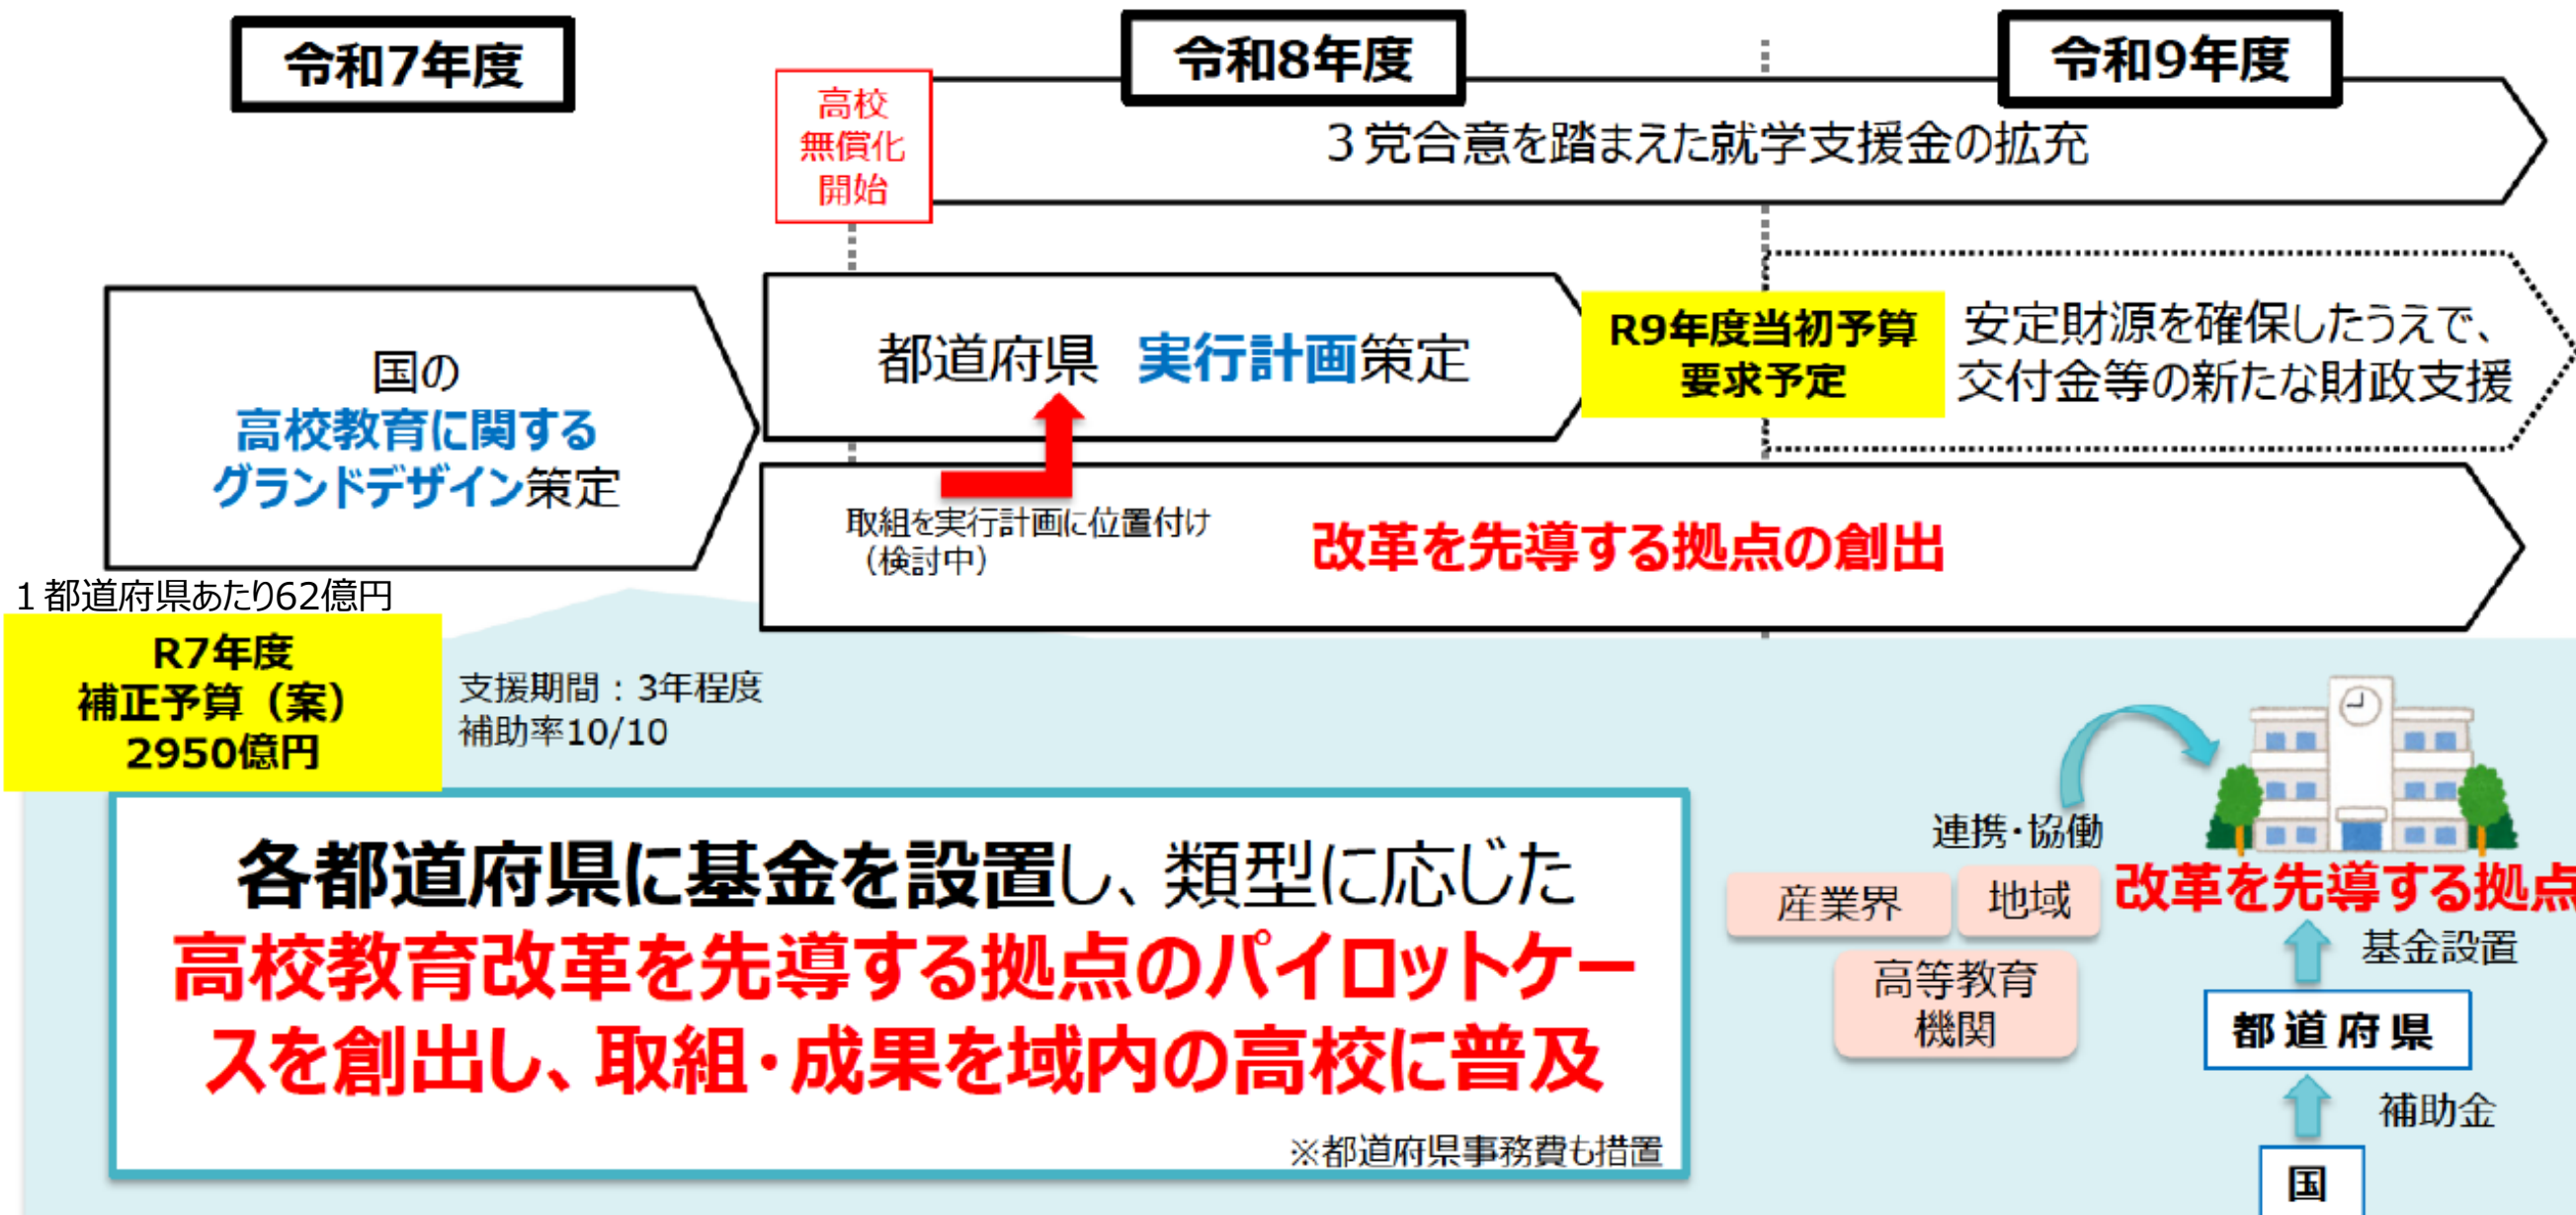 令和7年度
令和8年度
令和9年度
高校
無償化
開始
３党合意を踏まえた就学支援金の拡充
国の
高校教育に関する
グランドデザイン策定
都道府県　実行計画策定
R9年度当初予算
要求予定
安定財源を確保したうえで、
交付金等の新たな財政支援
取組を実行計画に位置付け
（検討中）
改革を先導する拠点の創出
１都道府県あたり62億円
R7年度
補正予算（案）
2950億円
支援期間：3年程度
補助率10/10
各都道府県に基金を設置し、類型に応じた
高校教育改革を先導する拠点のパイロットケー
スを創出し、取組・成果を域内の高校に普及
※都道府県事務費も措置
連携・協働
産業界
地域
高等教育
機関
改革を先導する拠点
基金設置
都道府県
補助金
国